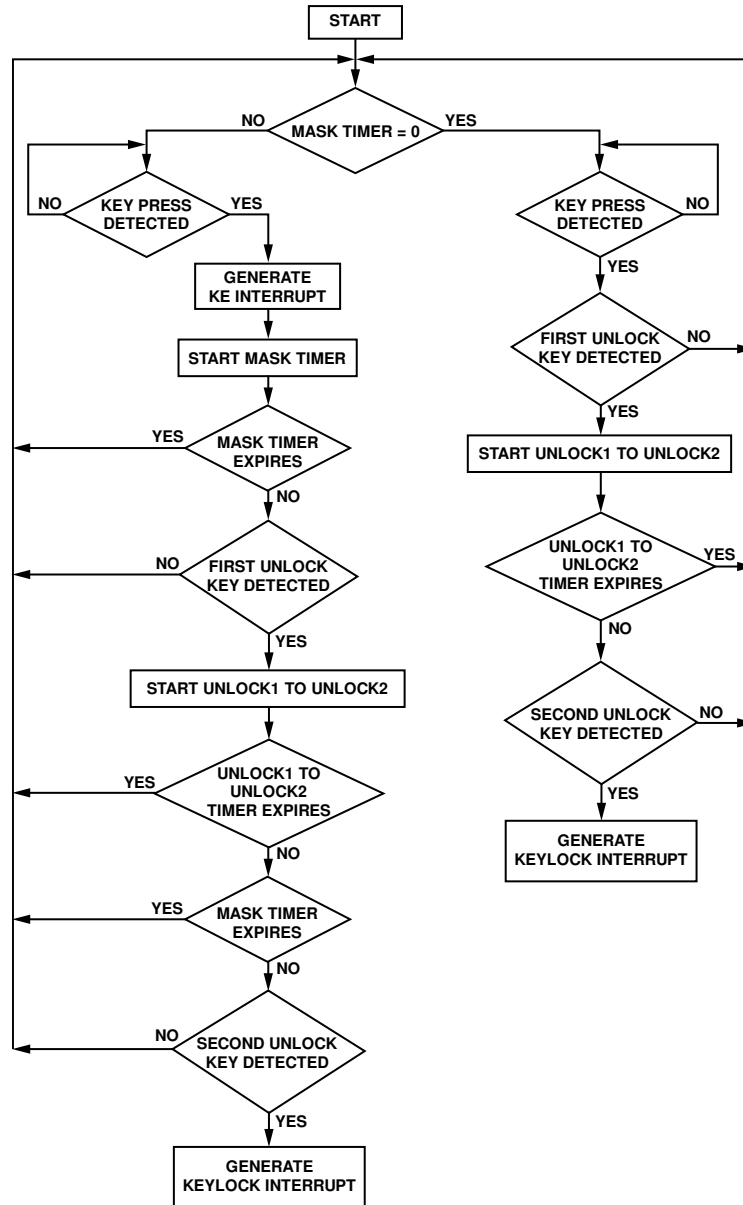 START
MASK TIMER = 0
NO
YES
KEY PRESS
DETECTED
NO
YES
GENERATE
KE INTERRUPT
START MASK TIMER
MASK TIMER
EXPIRES
YES
NO
FIRST UNLOCK
KEY DETECTED
NO
YES
START UNLOCK1 TO UNLOCK2
UNLOCK1 TO
UNLOCK2
TIMER EXPIRES
YES
NO
MASK TIMER
EXPIRES
YES
NO
SECOND UNLOCK
KEY DETECTED
NO
YES
GENERATE
KEYLOCK INTERRUPT
KEY PRESS
DETECTED
NO
YES
FIRST UNLOCK
KEY DETECTED
NO
YES
START UNLOCK1 TO UNLOCK2
UNLOCK1 TO
UNLOCK2
TIMER EXPIRES
YES
NO
SECOND UNLOCK
KEY DETECTED
NO
YES
GENERATE
KEYLOCK INTERRUPT